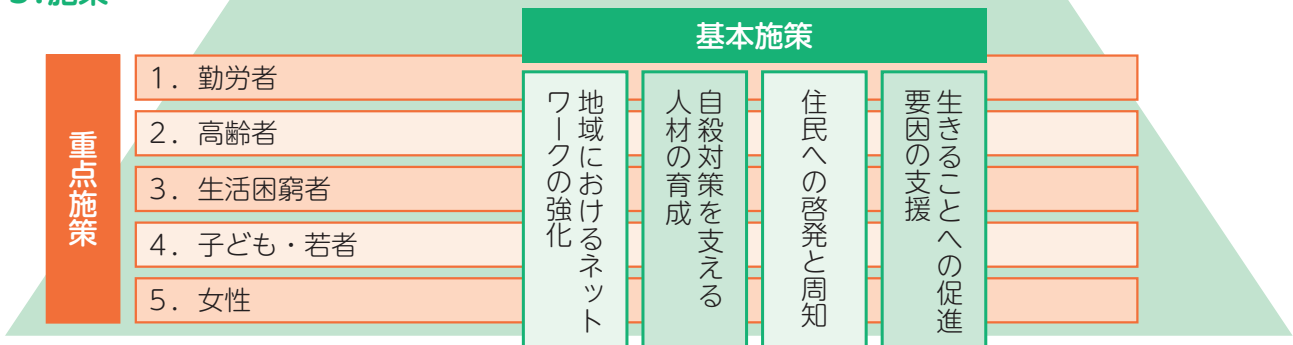 3.施策
基本施策
重点施策
1. 勤労者
2. 高齢者
3. 生活困窮者
4. 子ども・若者
5. 女性
地域におけるネット
ワークの強化
自殺対策を支える
人材の育成
住民への啓発と周知
生きることへの促進
要因の支援